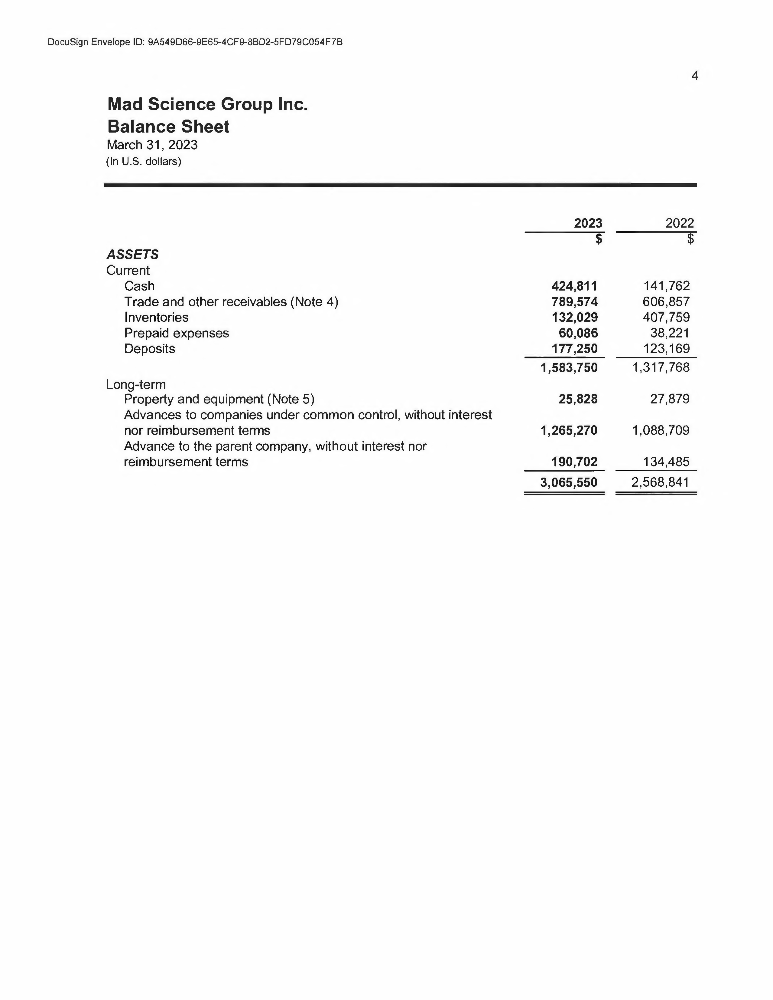 DocuSign Envelope ID: 9A549D66-9E65-4CF9-8BD2-5FD79C054F7B
4
Mad Science Group Inc.
Balance Sheet
March 31, 2023
(In U.S. dollars)
2023 2022
$ $
ASSETS
Current
Cash 424,811 141,762
Trade and other receivables (Note 4) 789,574 606,857
Inventories 132,029 407,759
Prepaid expenses 60,086 38,221
Deposits 177,250 123,169
1,583,750 1,317,768
Long-term
Property and equipment (Note 5) 25,828 27,879
Advances to companies under common control, without interest
nor reimbursement terms 1,265,270 1,088,709
Advance to the parent company, without interest nor
reimbursement terms 190,702 134,485
3,065,550 2,568,841